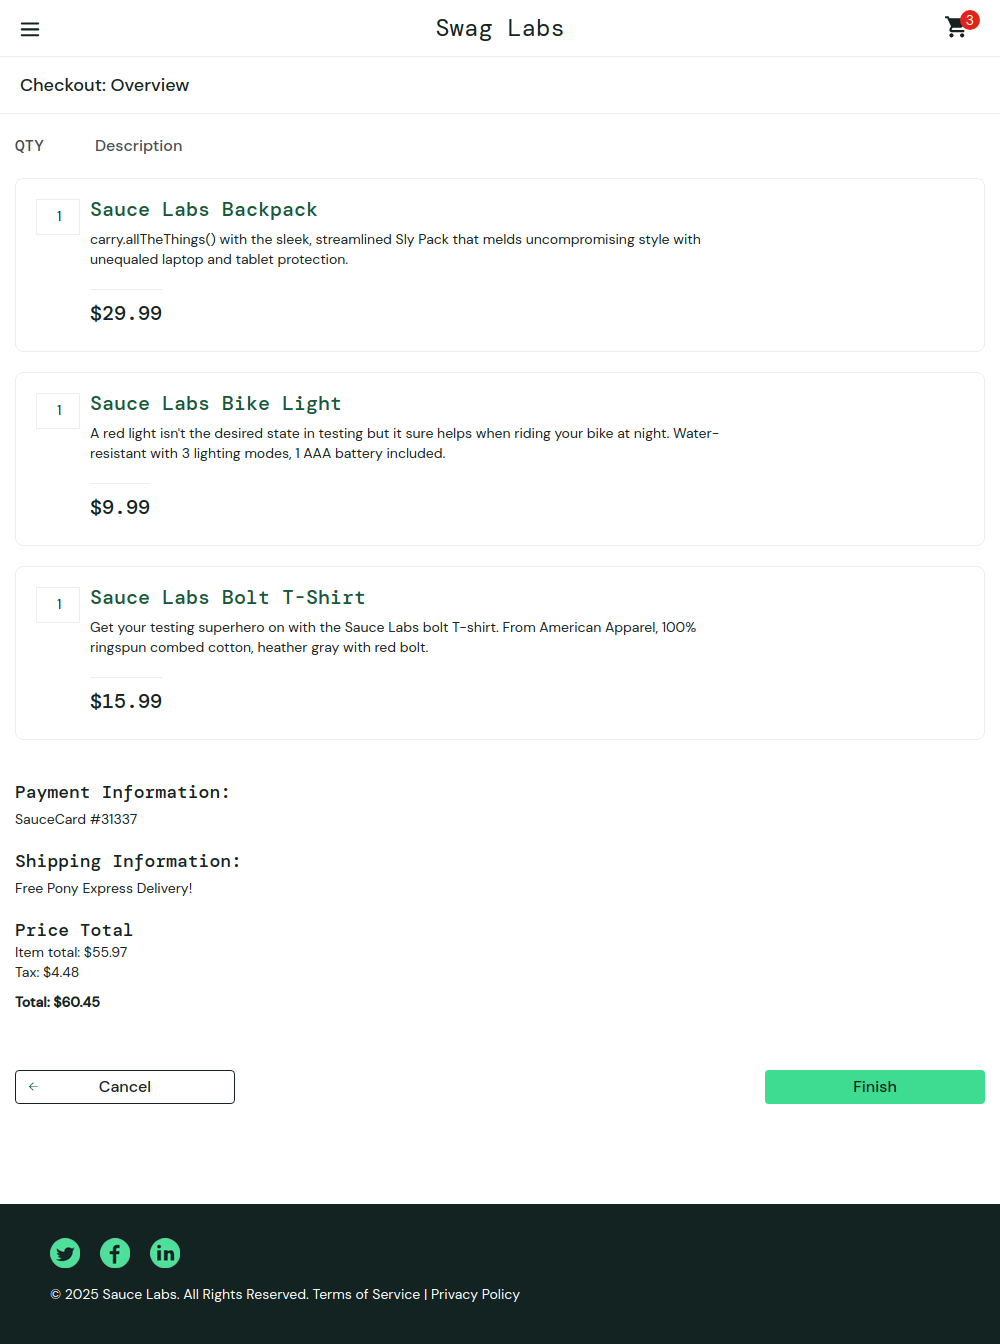 Swag Labs
3
Checkout: Overview
QTY Description
1
Sauce Labs Backpack
carry.allTheThings() with the sleek, streamlined Sly Pack that melds uncompromising style with
unequaled laptop and tablet protection.
$29.99
1
Sauce Labs Bike Light
A red light isn't the desired state in testing but it sure helps when riding your bike at night. Water-
resistant with 3 lighting modes, 1 AAA battery included.
$9.99
1
Sauce Labs Bolt T-Shirt
Get your testing superhero on with the Sauce Labs bolt T-shirt. From American Apparel, 100%
ringspun combed cotton, heather gray with red bolt.
$15.99
Payment Information:
SauceCard #31337
Shipping Information:
Free Pony Express Delivery!
Price Total
Item total: $55.97
Tax: $4.48
Total: $60.45
Cancel
Finish
© 2025 Sauce Labs. All Rights Reserved. Terms of Service | Privacy Policy